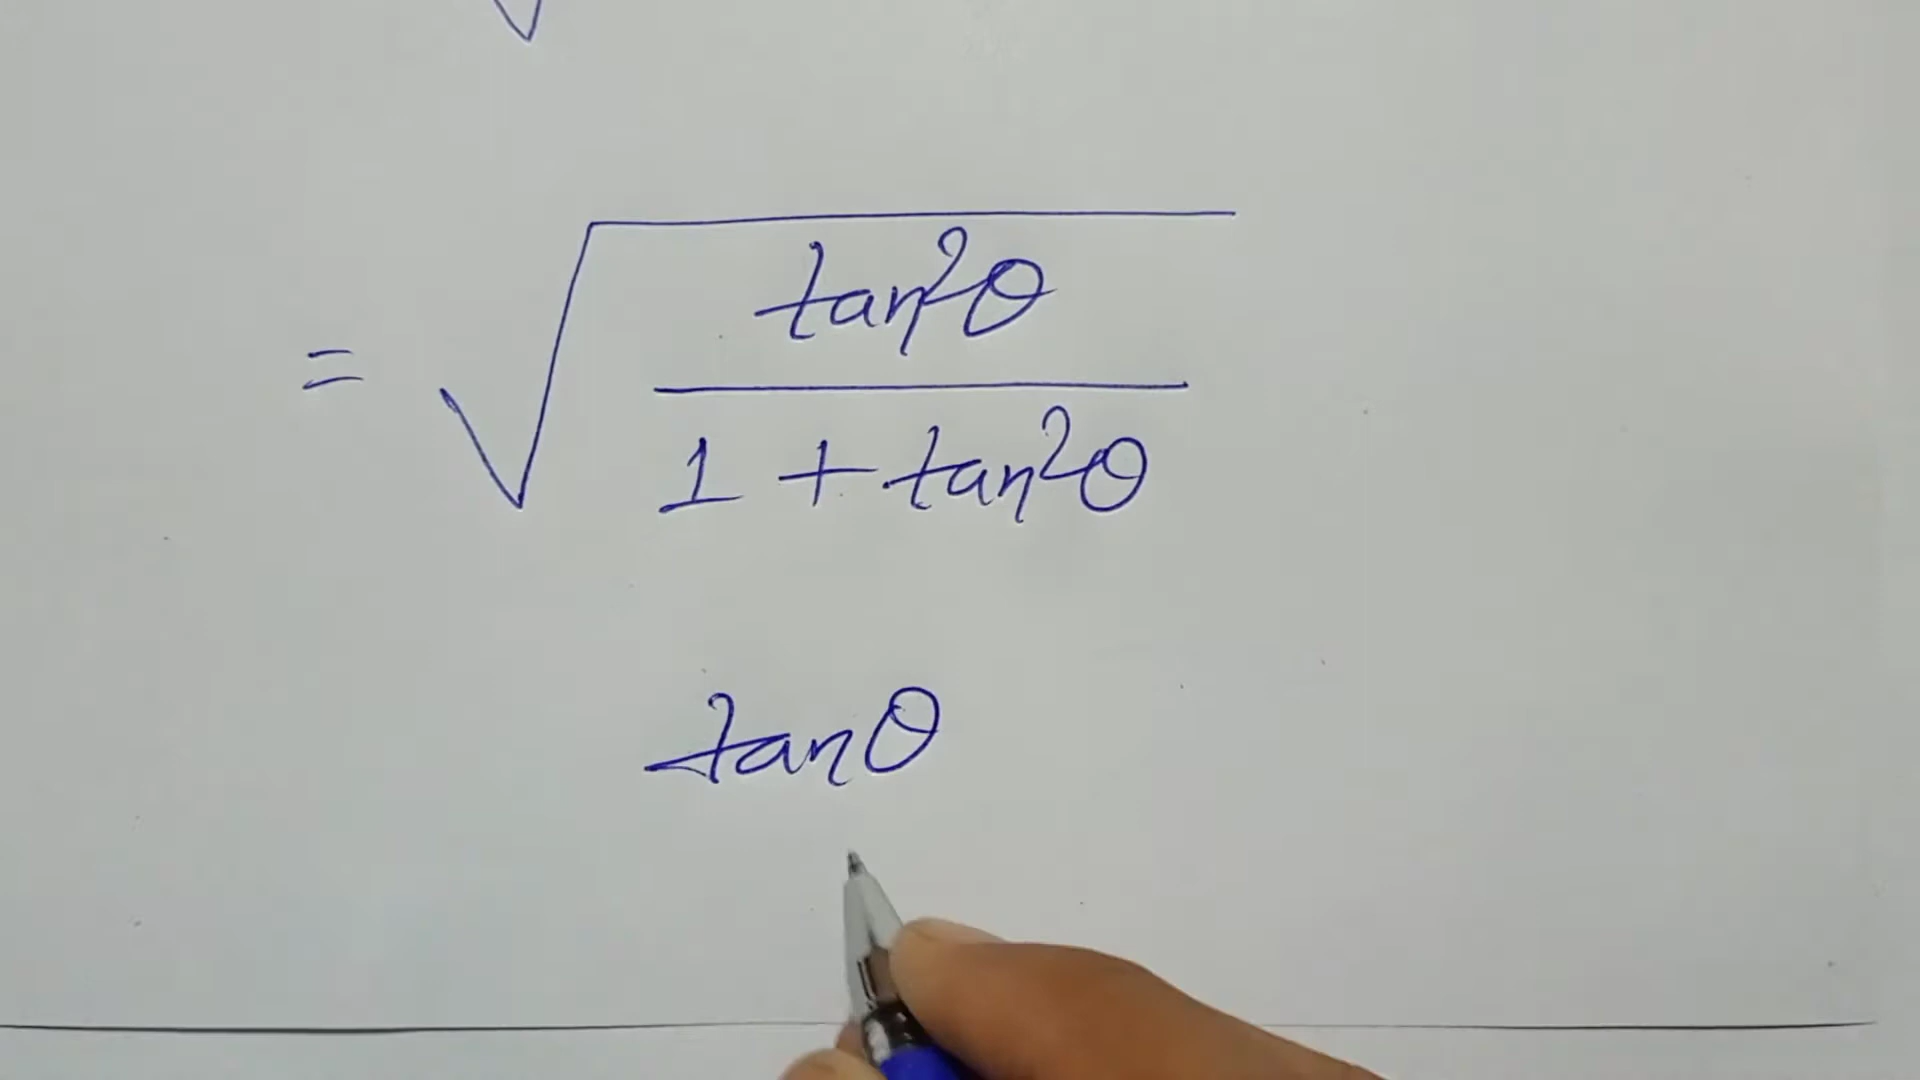 = √(tan²θ / (1 + tan²θ))
tanθ